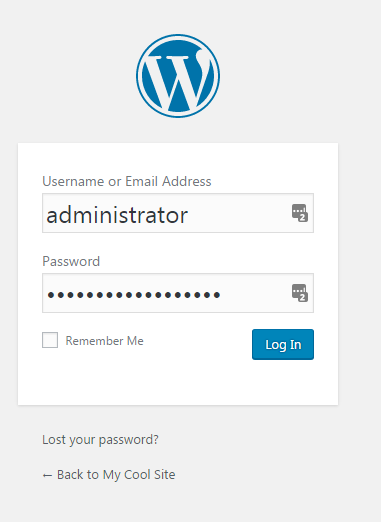 Username or Email Address
administrator
Password
••••••••••••••••••
Remember Me
Log In
Lost your password?
← Back to My Cool Site